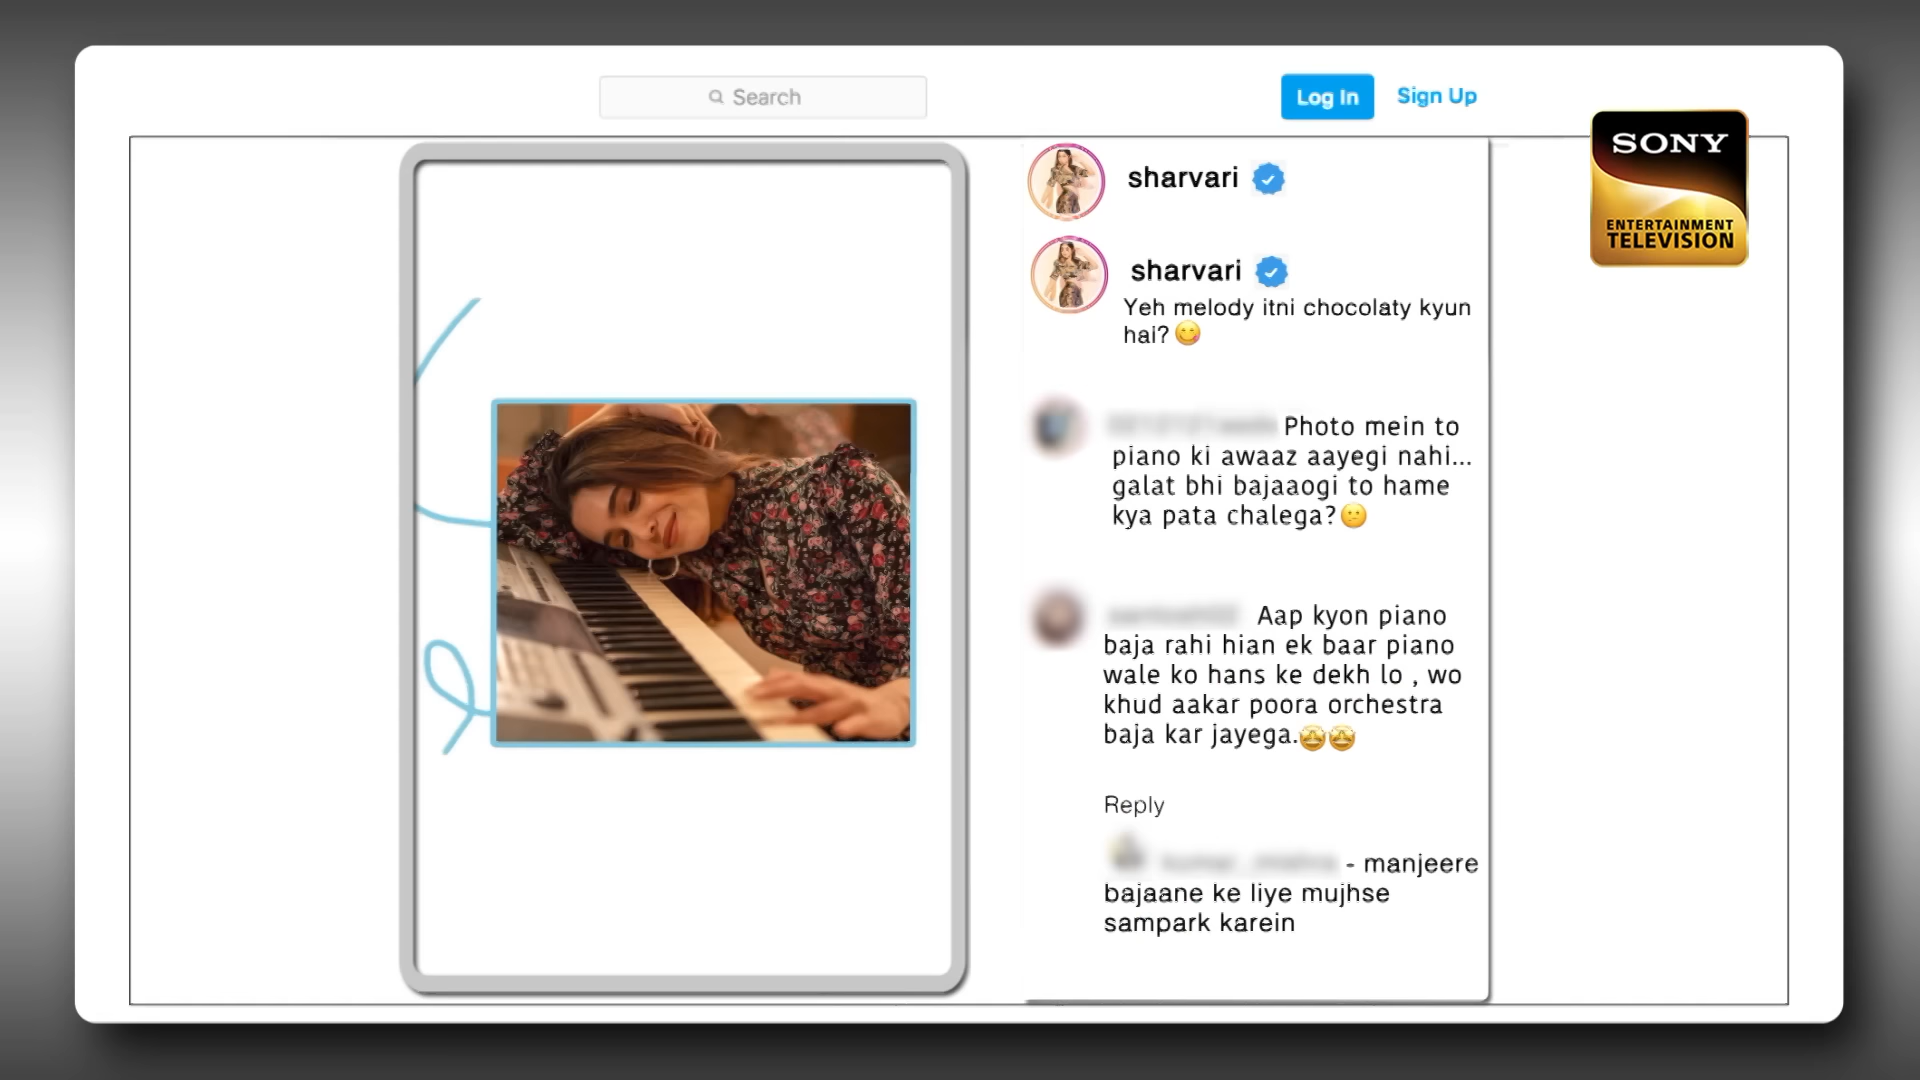 Search
Log In
Sign Up
SONY
ENTERTAINMENT
TELEVISION
sharvari
sharvari
Yeh melody itni chocolaty kyun
hai?😋
Photo mein to
piano ki awaaz aayegi nahi...
galat bhi bajaaogi to hame
kya pata chalega?🫤
Aap kyon piano
baja rahi hian ek baar piano
wale ko hans ke dekh lo , wo
khud aakar poora orchestra
baja kar jayega.🤩🤩
Reply
- manjeere
bajaane ke liye mujhse
sampark karein